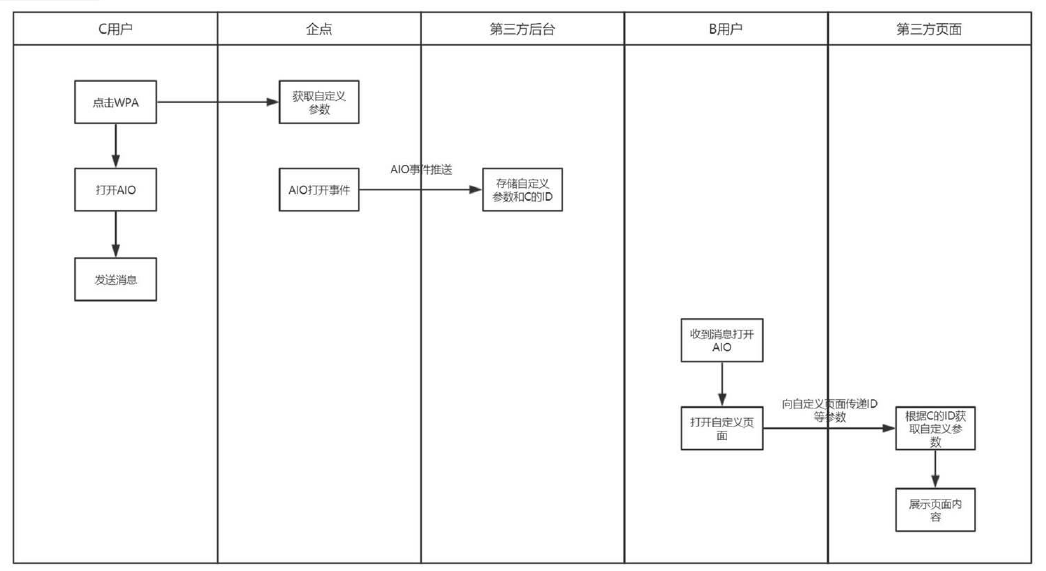 C用户
企点
第三方后台
B用户
第三方页面
点击WPA
获取自定义
参数
打开AIO
AIO打开事件
AIO事件推送
存储自定义
参数和C的ID
发送消息
收到消息打开
AIO
打开自定义页
面
向自定义页面传递ID
等参数
根据C的ID获
取自定义参
数
展示页面内
容